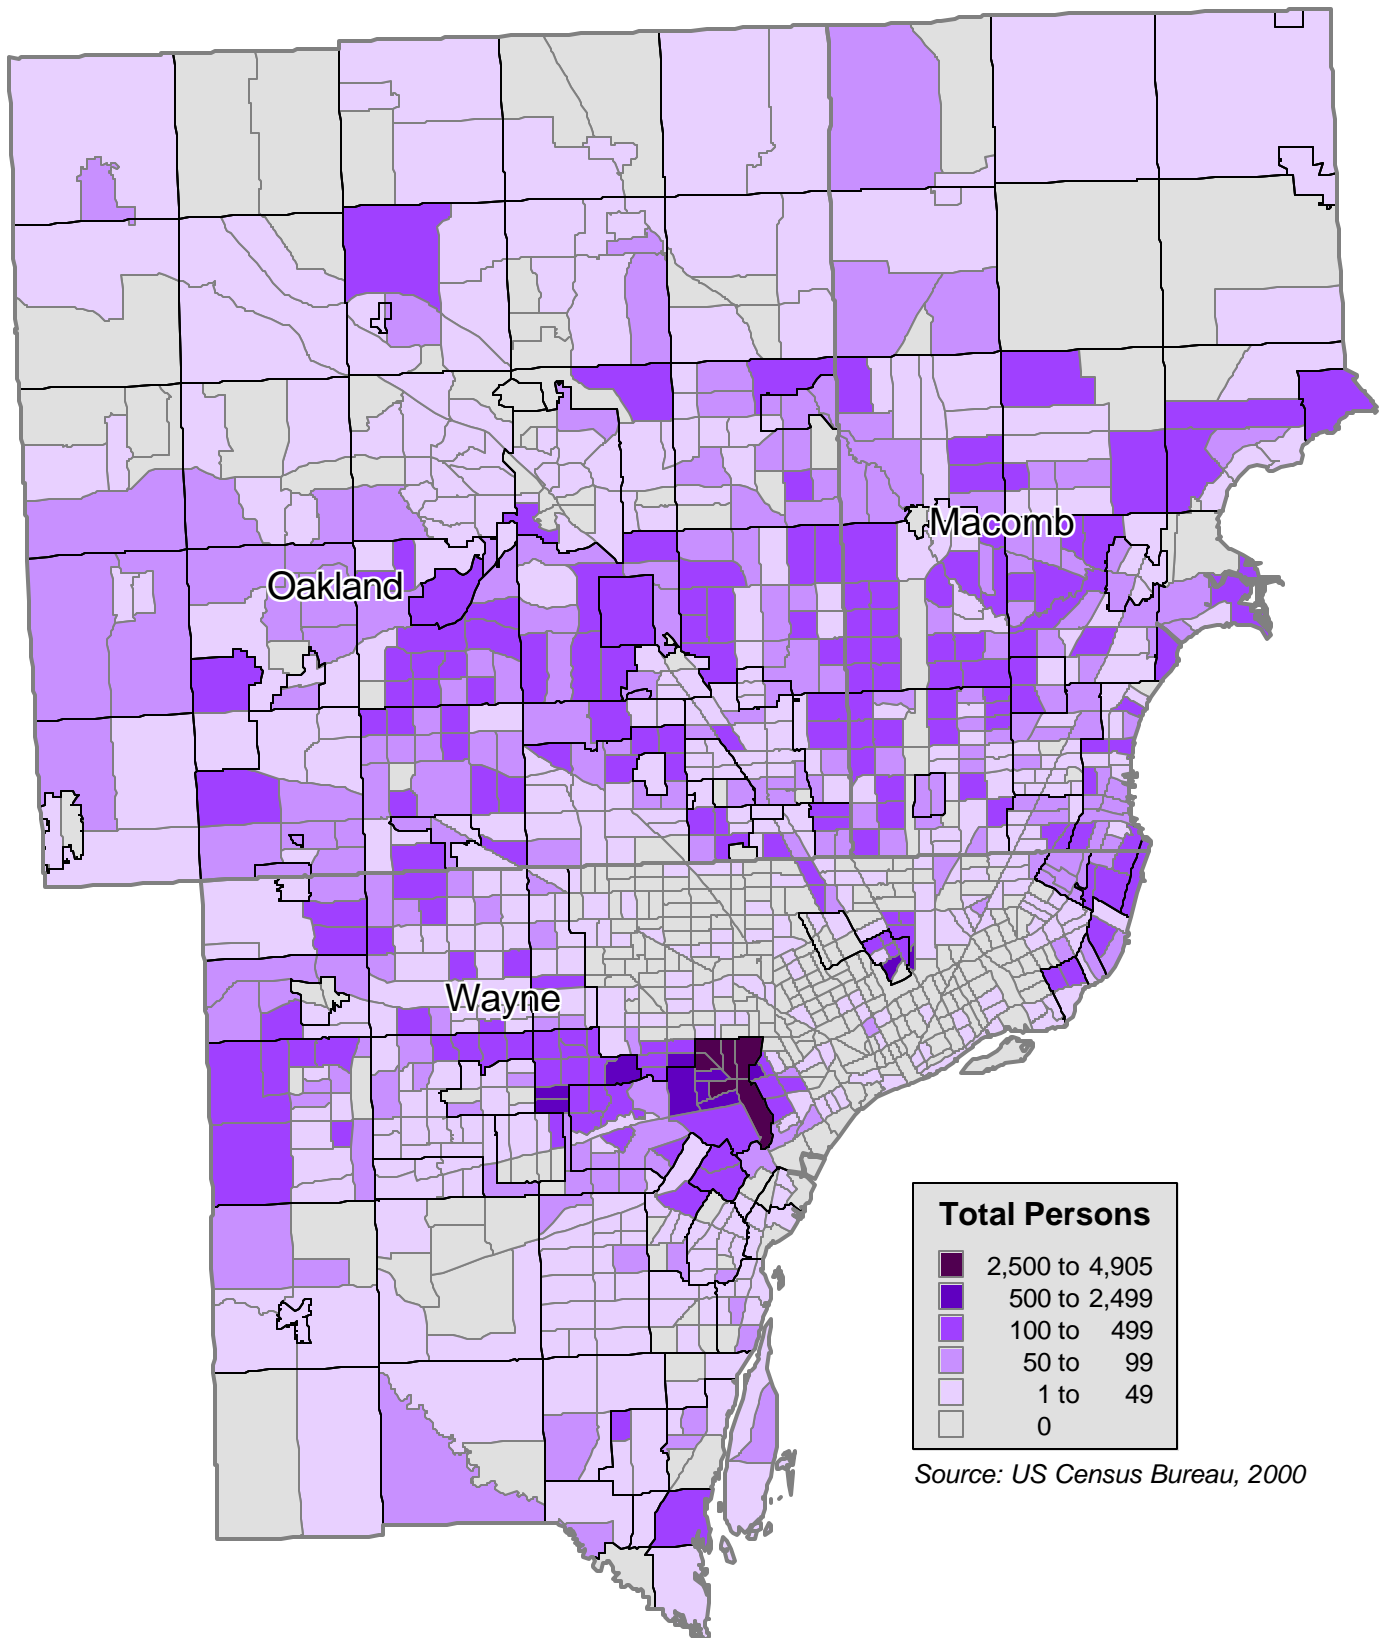 Macomb
Oakland
Wayne
Total Persons
2,500 to 4,905
500 to 2,499
100 to 499
50 to 99
1 to 49
0
Source: US Census Bureau, 2000